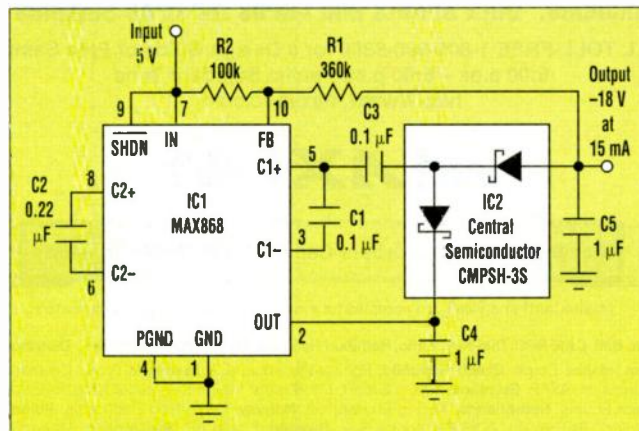 Input
5 V
R2
100k
R1
360k
Output
–18 V
at
15 mA
9
7
10
SHDN
IN
FB
C3
0.1 µF
C1+
5
8
C2
0.22
µF
C2+
IC1
MAX868
C1
0.1 µF
IC2
Central
Semiconductor
CMPSH-3S
C5
1 µF
C1–
3
C2–
6
OUT
2
C4
1 µF
PGND
GND
4
1